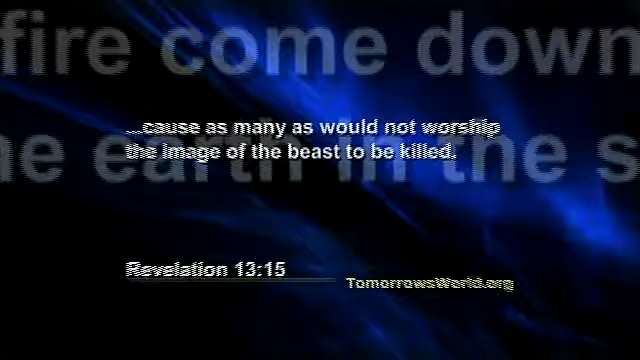 fire come down
...cause as many as would not worship
the image of the beast to be killed.
earth in the
Revelation 13:15
TomorrowsWorld.org